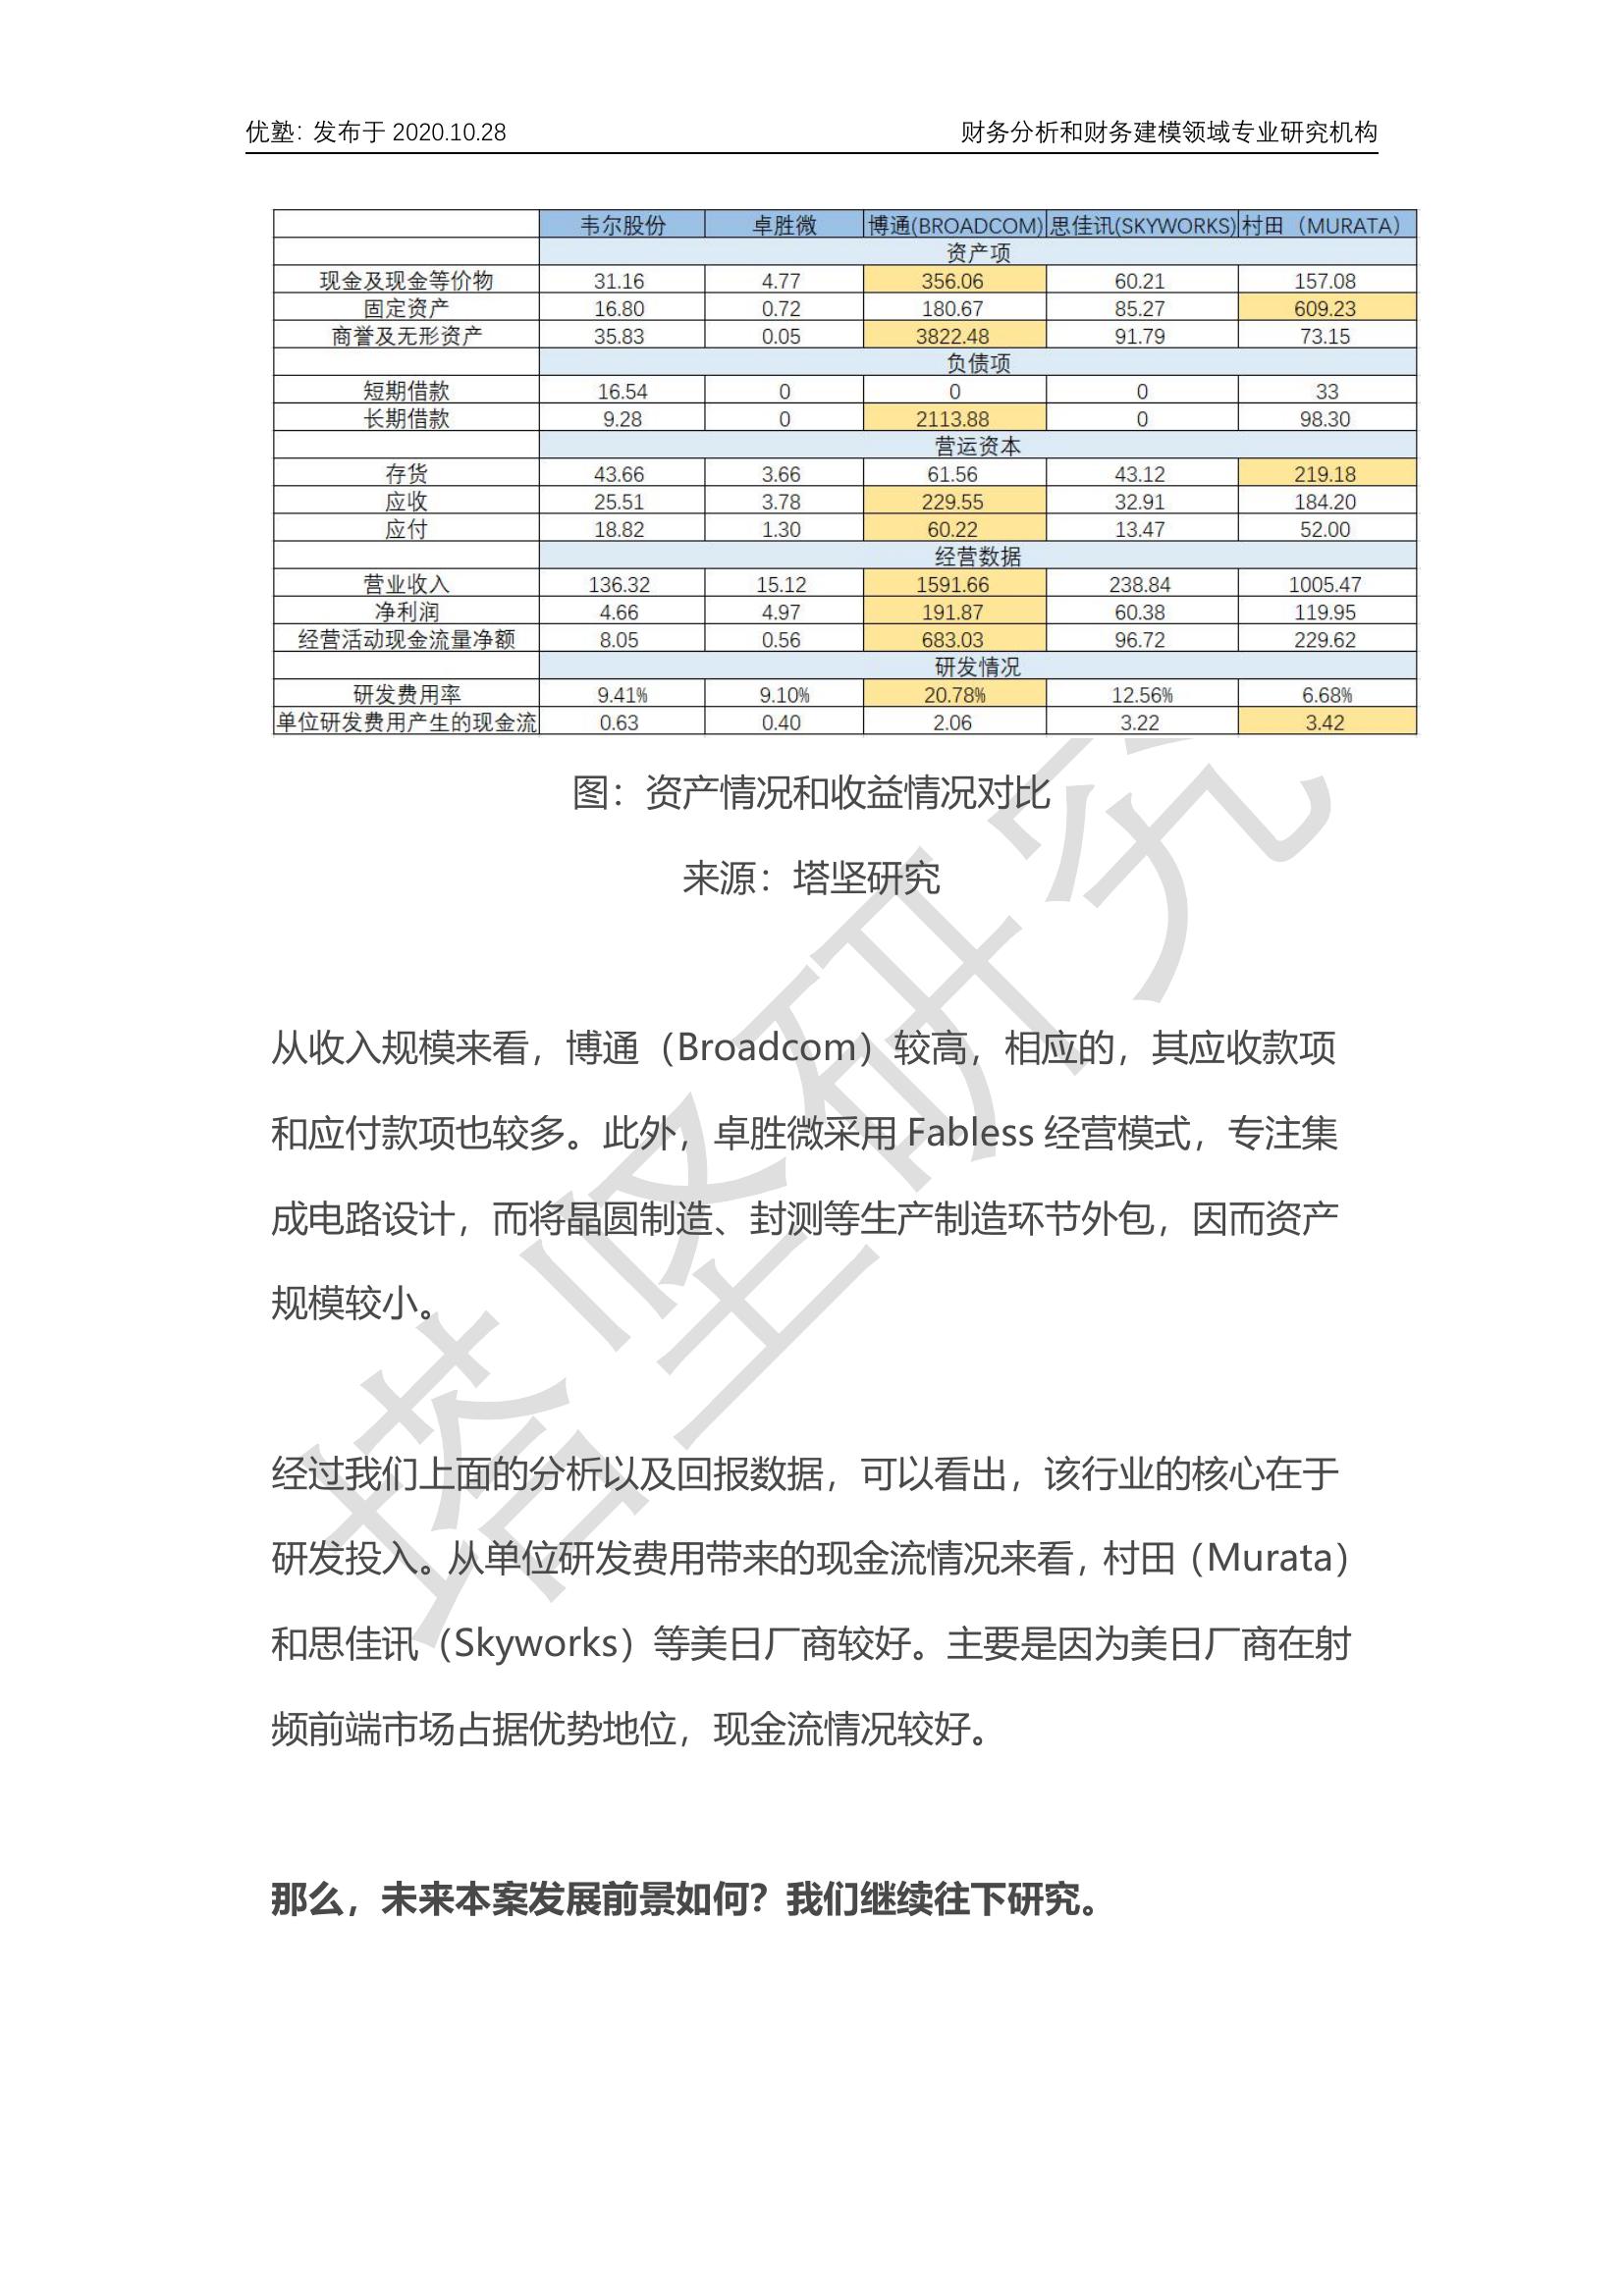 优塾：发布于 2020.10.28 财务分析和财务建模领域专业研究机构
韦尔股份 卓胜微 博通(BROADCOM) 思佳讯(SKYWORKS) 村田（MURATA）
资产项
现金及现金等价物 31.16 4.77 356.06 60.21 157.08
固定资产 16.80 0.72 180.67 85.27 609.23
商誉及无形资产 35.83 0.05 3822.48 91.79 73.15
负债项
短期借款 16.54 0 0 0 33
长期借款 9.28 0 2113.88 0 98.30
营运资本
存货 43.66 3.66 61.56 43.12 219.18
应收 25.51 3.78 229.55 32.91 184.20
应付 18.82 1.30 60.22 13.47 52.00
经营数据
营业收入 136.32 15.12 1591.66 238.84 1005.47
净利润 4.66 4.97 191.87 60.38 119.95
经营活动现金流量净额 8.05 0.56 683.03 96.72 229.62
研发情况
研发费用率 9.41% 9.10% 20.78% 12.56% 6.68%
单位研发费用产生的现金流 0.63 0.40 2.06 3.22 3.42
图：资产情况和收益情况对比
来源：塔坚研究
从收入规模来看，博通（Broadcom）较高，相应的，其应收款项
和应付款项也较多。此外，卓胜微采用 Fabless 经营模式，专注集
成电路设计，而将晶圆制造、封测等生产制造环节外包，因而资产
规模较小。
经过我们上面的分析以及回报数据，可以看出，该行业的核心在于
研发投入。从单位研发费用带来的现金流情况来看，村田（Murata）
和思佳讯（Skyworks）等美日厂商较好。主要是因为美日厂商在射
频前端市场占据优势地位，现金流情况较好。
那么，未来本案发展前景如何？我们继续往下研究。
塔坚研究